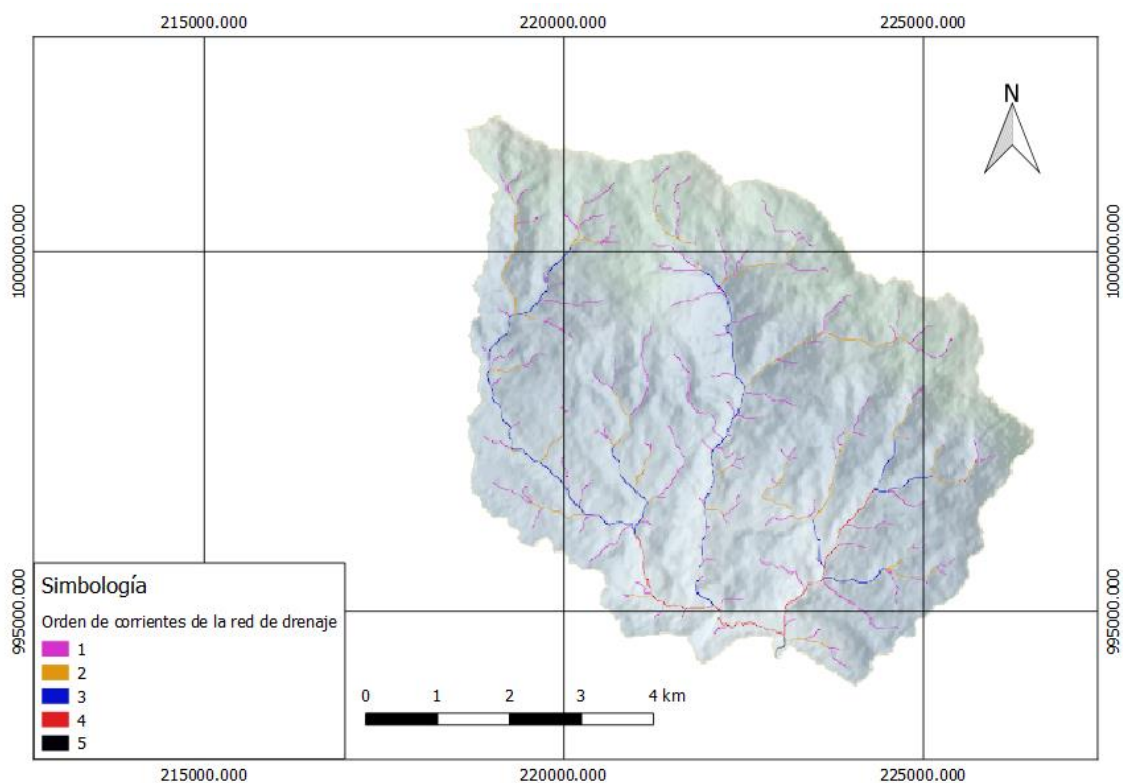 215000.000 220000.000 225000.000
N
1000000.000 1000000.000
995000.000 995000.000
Simbología
Orden de corrientes de la red de drenaje
1
2
3
4
5
0 1 2 3 4 km
215000.000 220000.000 225000.000